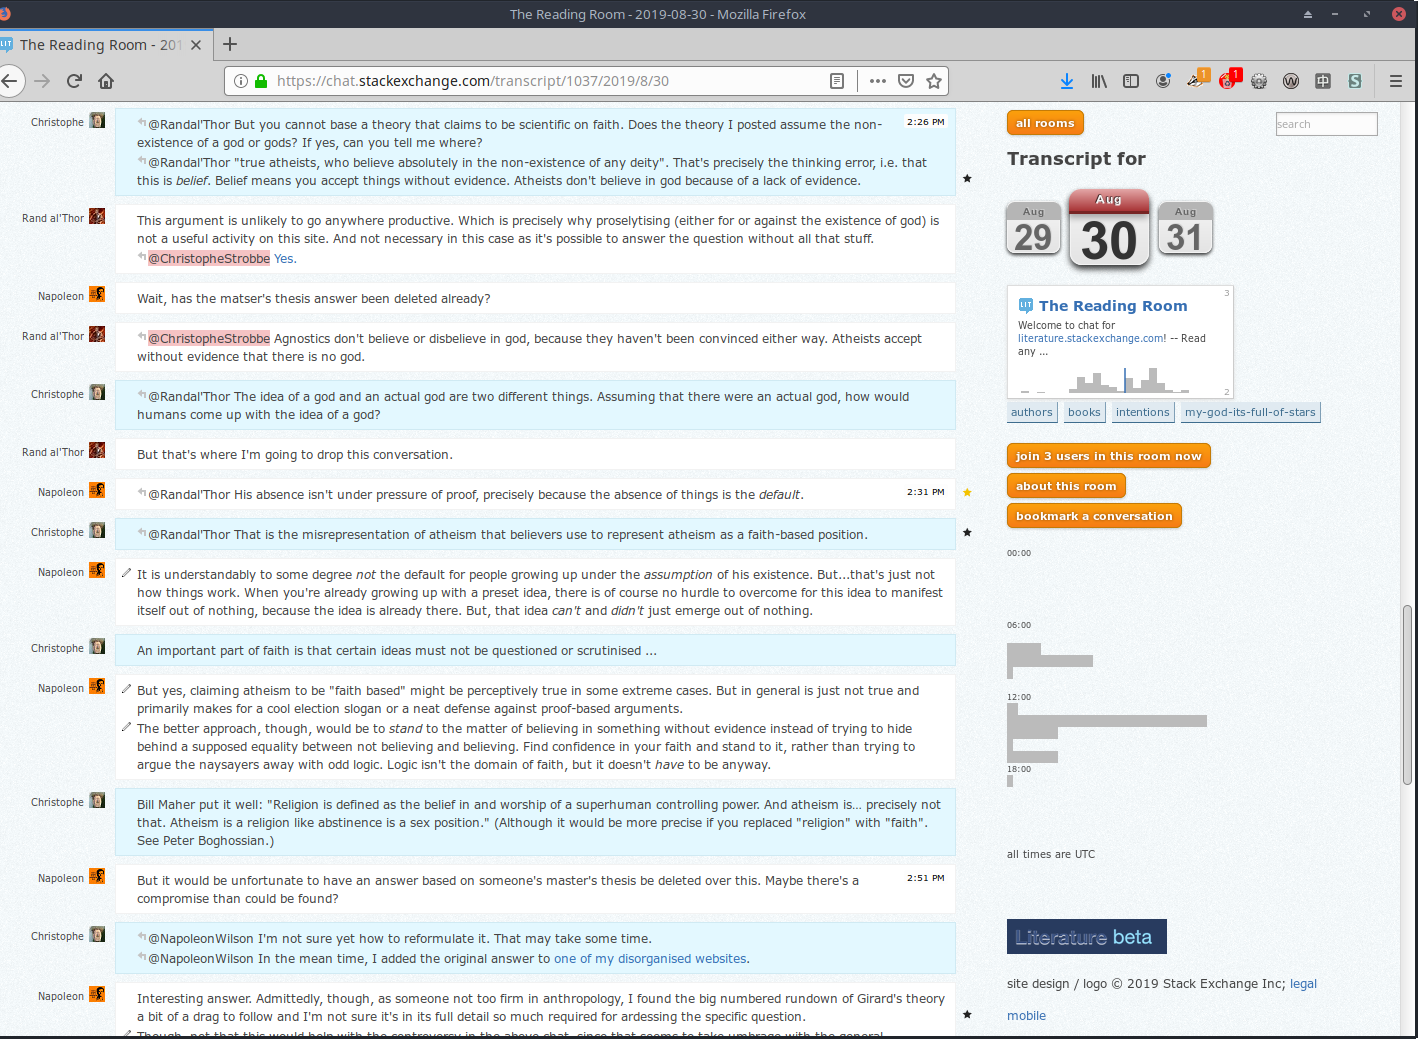 The Reading Room - 2019-08-30 - Mozilla Firefox
The Reading Room - 201
https://chat.stackexchange.com/transcript/1037/2019/8/30
1
1
Christophe
@Randal'Thor But you cannot base a theory that claims to be scientific on faith. Does the theory I posted assume the non-
2:26 PM
existence of a god or gods? If yes, can you tell me where?
@Randal'Thor "true atheists, who believe absolutely in the non-existence of any deity". That's precisely the thinking error, i.e. that
this is belief. Belief means you accept things without evidence. Atheists don't believe in god because of a lack of evidence.
Rand al'Thor
This argument is unlikely to go anywhere productive. Which is precisely why proselytising (either for or against the existence of god) is
not a useful activity on this site. And not necessary in this case as it's possible to answer the question without all that stuff.
@ChristopheStrobbe Yes.
Napoleon
Wait, has the matser's thesis answer been deleted already?
Rand al'Thor
@ChristopheStrobbe Agnostics don't believe or disbelieve in god, because they haven't been convinced either way. Atheists accept
without evidence that there is no god.
Christophe
@Randal'Thor The idea of a god and an actual god are two different things. Assuming that there were an actual god, how would
humans come up with the idea of a god?
Rand al'Thor
But that's where I'm going to drop this conversation.
Napoleon
@Randal'Thor His absence isn't under pressure of proof, precisely because the absence of things is the default.
2:31 PM
Christophe
@Randal'Thor That is the misrepresentation of atheism that believers use to represent atheism as a faith-based position.
Napoleon
It is understandably to some degree not the default for people growing up under the assumption of his existence. But...that's just not
how things work. When you're already growing up with a preset idea, there is of course no hurdle to overcome for this idea to manifest
itself out of nothing, because the idea is already there. But, that idea can't and didn't just emerge out of nothing.
Christophe
An important part of faith is that certain ideas must not be questioned or scrutinised ...
Napoleon
But yes, claiming atheism to be "faith based" might be perceptively true in some extreme cases. But in general is just not true and
primarily makes for a cool election slogan or a neat defense against proof-based arguments.
The better approach, though, would be to stand to the matter of believing in something without evidence instead of trying to hide
behind a supposed equality between not believing and believing. Find confidence in your faith and stand to it, rather than trying to
argue the naysayers away with odd logic. Logic isn't the domain of faith, but it doesn't have to be anyway.
Christophe
Bill Maher put it well: "Religion is defined as the belief in and worship of a superhuman controlling power. And atheism is… precisely not
that. Atheism is a religion like abstinence is a sex position." (Although it would be more precise if you replaced "religion" with "faith".
See Peter Boghossian.)
Napoleon
But it would be unfortunate to have an answer based on someone's master's thesis be deleted over this. Maybe there's a
2:51 PM
compromise than could be found?
Christophe
@NapoleonWilson I'm not sure yet how to reformulate it. That may take some time.
@NapoleonWilson In the mean time, I added the original answer to one of my disorganised websites.
Napoleon
Interesting answer. Admittedly, though, as someone not too firm in anthropology, I found the big numbered rundown of Girard's theory
a bit of a drag to follow and I'm not sure it's in its full detail so much required for ardessing the specific question.
Though, not that this would help with the controversy in the above chat, since that seems to take umbrage with the general
all rooms
search
Transcript for
Aug
29
Aug
30
Aug
31
LIT
The Reading Room
3
Welcome to chat for
literature.stackexchange.com! -- Read
any ...
2
authors
books
intentions
my-god-its-full-of-stars
join 3 users in this room now
about this room
bookmark a conversation
00:00
06:00
12:00
18:00
all times are UTC
Literature beta
site design / logo © 2019 Stack Exchange Inc; legal
mobile